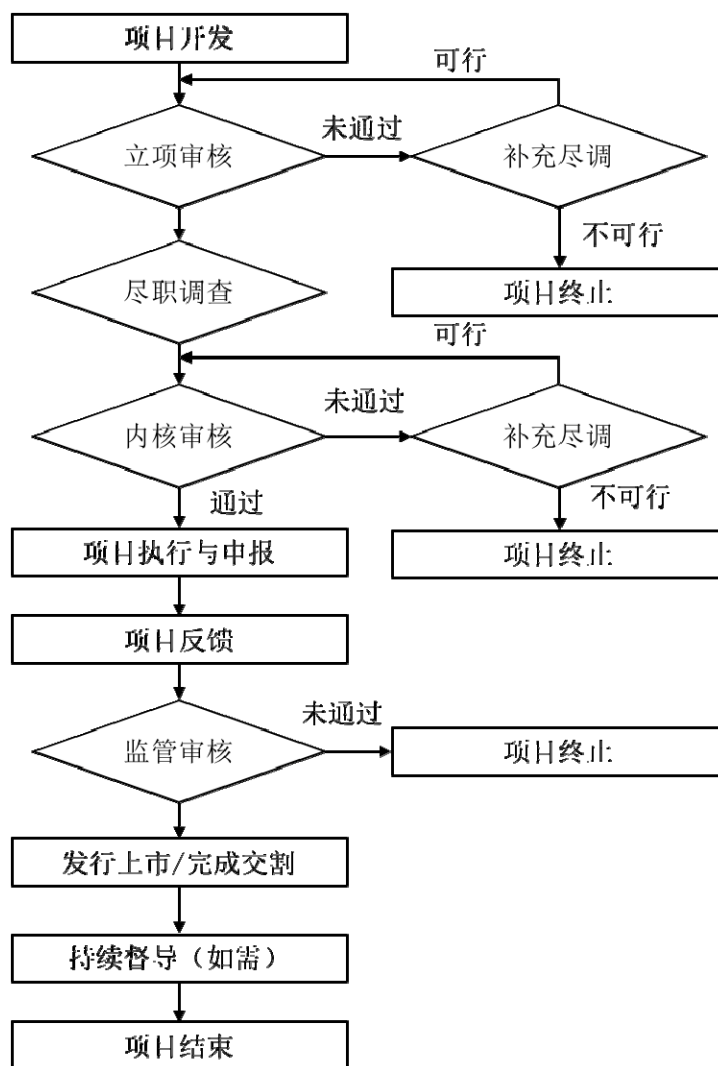 项目开发
可行
立项审核
未通过
补充尽调
不可行
尽职调查
项目终止
可行
内核审核
未通过
补充尽调
通过
不可行
项目执行与申报
项目终止
项目反馈
未通过
监管审核
项目终止
发行上市/完成交割
持续督导（如需）
项目结束